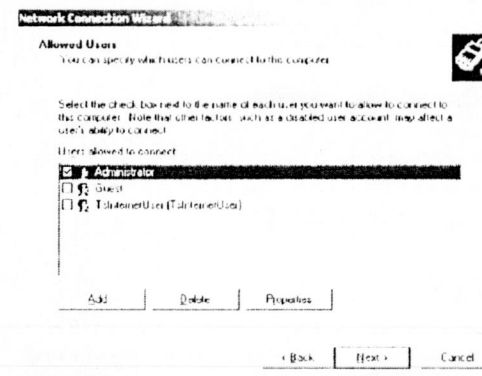 Network Connection Wizard
Allowed Users
You can specify which users can connect to this computer
Select the check box next to the name of each user you want to allow to connect to
this computer. Note that other factors, such as a disabled user account, may affect a
user's ability to connect.
Users allowed to connect:
Administrator
Guest
TsInternetUser (TsInternetUser)
Add Delete Properties
< Back Next > Cancel